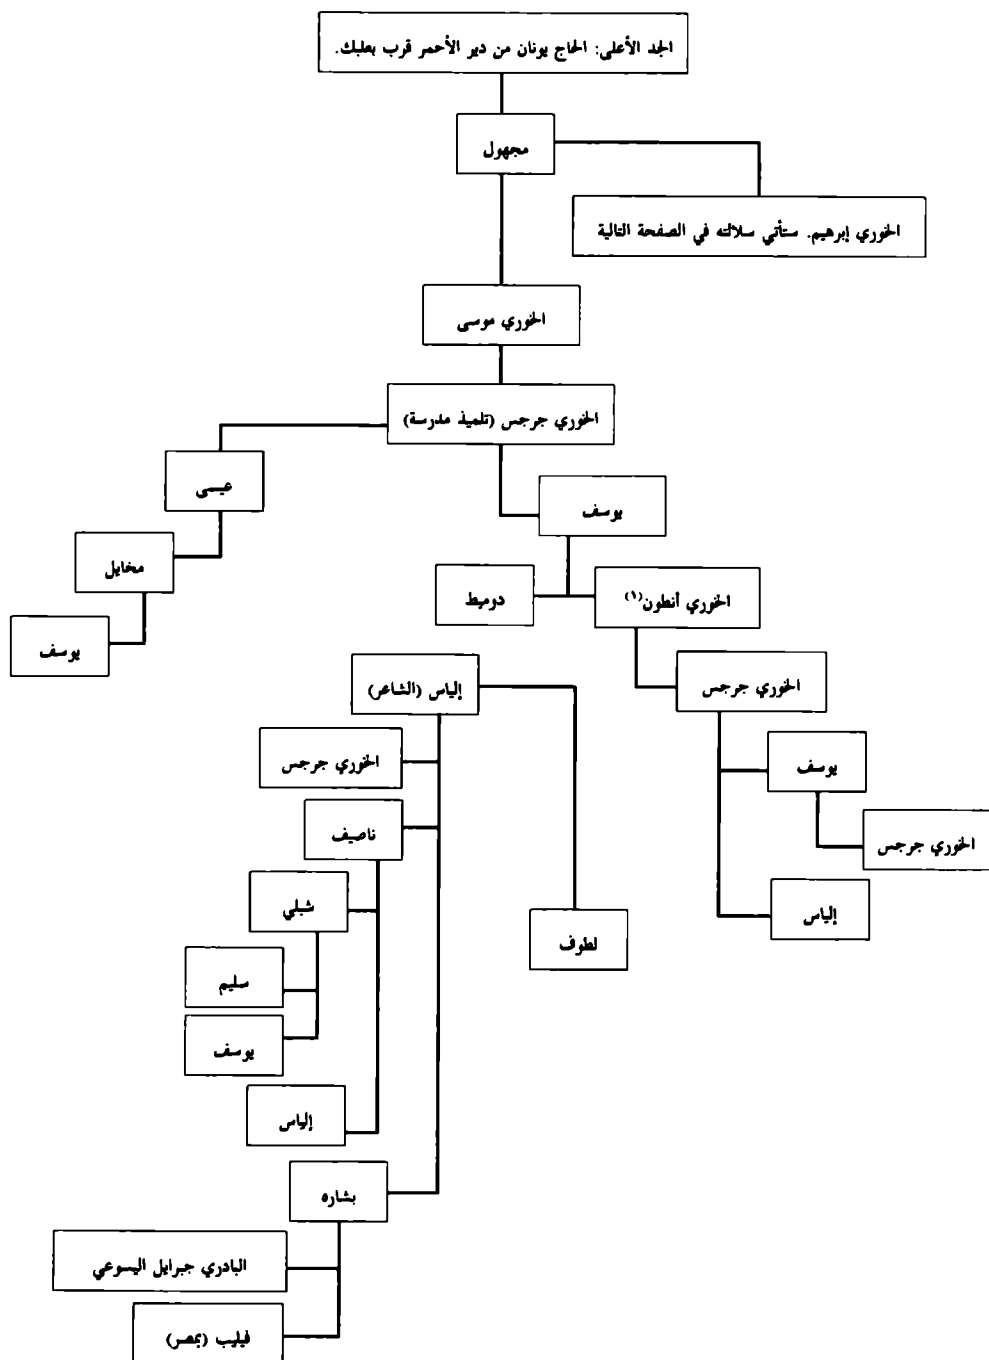 الجد الأعلى: الحاج يونان من دير الأحمر قرب بعلبك.
مجهول
الخوري إبرهيم. ستأتي سلالته في الصفحة التالية
الخوري موسى
الخوري جرجس (تلميذ مدرسة)
عيسى
يوسف
مخايل
دوميط
الخوري أنطون(١)
يوسف
إلياس (الشاعر)
الخوري جرجس
الخوري جرجس
يوسف
ناصيف
الخوري جرجس
شبلي
إلياس
لطوف
سليم
يوسف
إلياس
بشاره
البادري جبرايل اليسوعي
فيليب (بمصر)